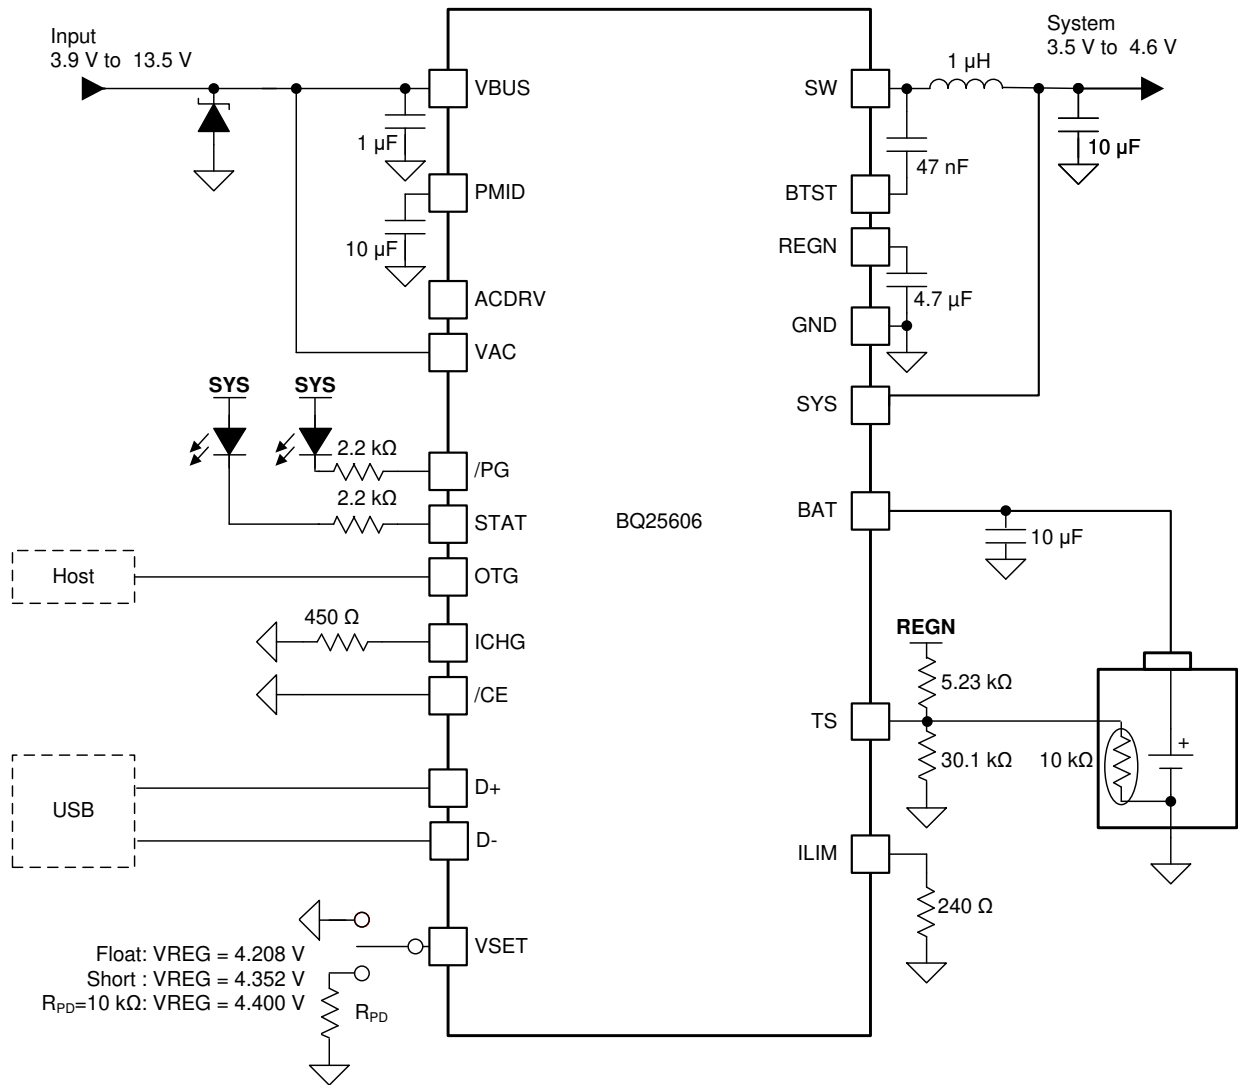 Input
3.9 V to 13.5 V
System
3.5 V to 4.6 V
VBUS
SW
1 µH
1 µF
10 µF
47 nF
PMID
BTST
10 µF
REGN
ACDRV
4.7 µF
GND
VAC
SYS
SYS
SYS
2.2 kΩ
/PG
2.2 kΩ
STAT
BQ25606
BAT
10 µF
Host
OTG
450 Ω
ICHG
REGN
/CE
5.23 kΩ
TS
30.1 kΩ
10 kΩ
+
USB
D+
D-
ILIM
240 Ω
VSET
Float: VREG = 4.208 V
Short : VREG = 4.352 V
RPD=10 kΩ: VREG = 4.400 V
RPD